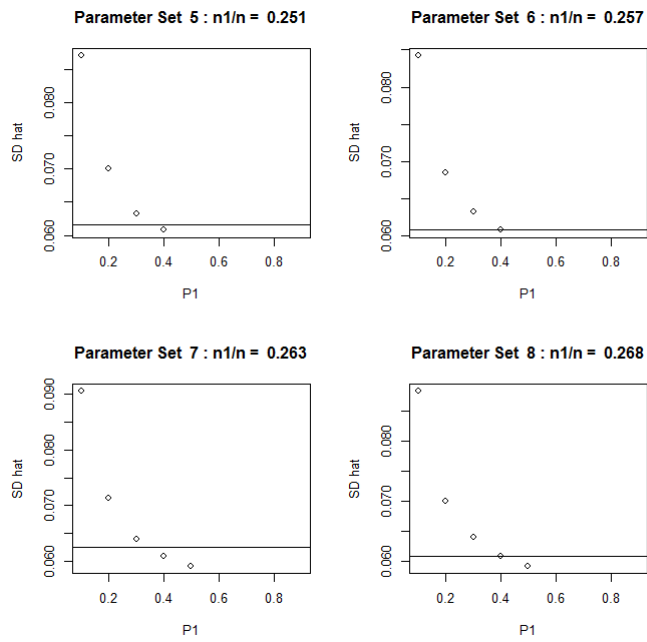 Parameter Set 5 : n1/n = 0.251
SD hat
0.060 0.070 0.080
0.2 0.4 0.6 0.8
P1
Parameter Set 6 : n1/n = 0.257
SD hat
0.060 0.070 0.080
0.2 0.4 0.6 0.8
P1
Parameter Set 7 : n1/n = 0.263
SD hat
0.060 0.070 0.080 0.090
0.2 0.4 0.6 0.8
P1
Parameter Set 8 : n1/n = 0.268
SD hat
0.060 0.070 0.080
0.2 0.4 0.6 0.8
P1